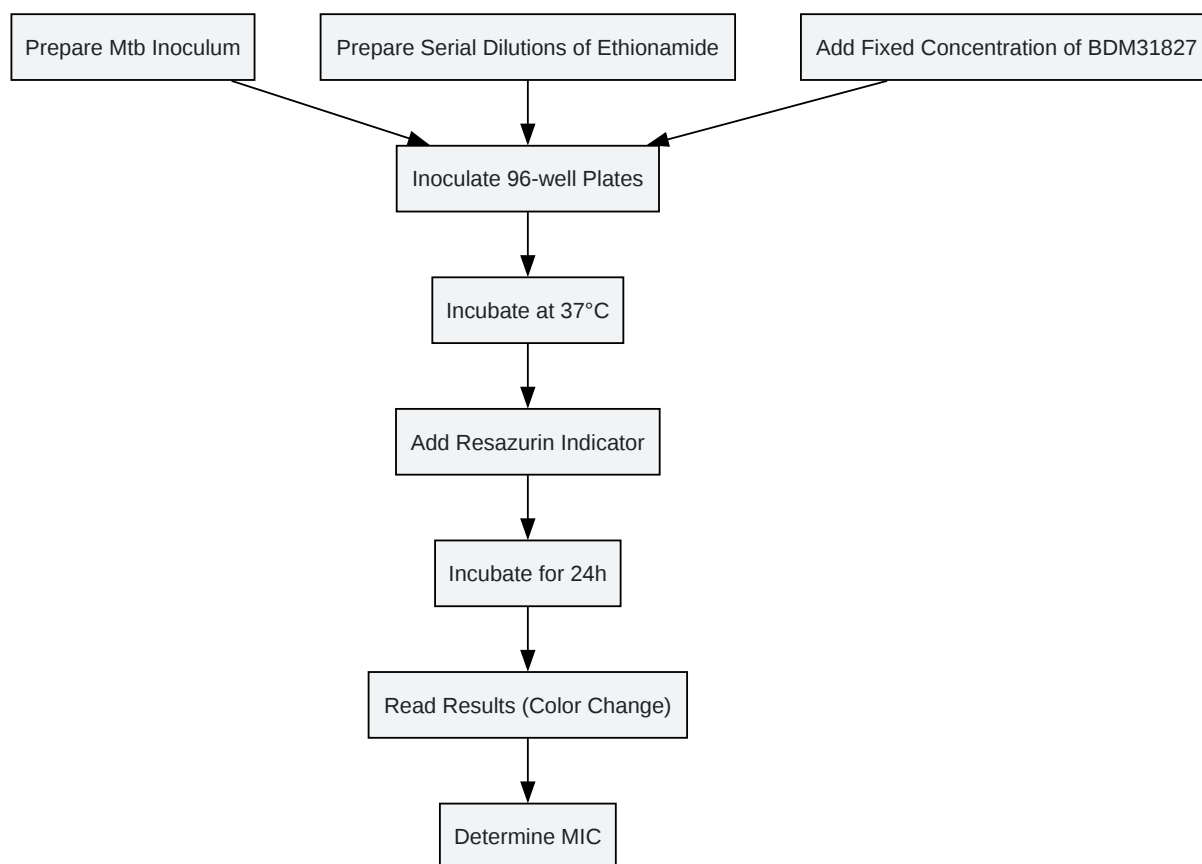 Prepare Mtb Inoculum
Prepare Serial Dilutions of Ethionamide
Add Fixed Concentration of BDM31827
Inoculate 96-well Plates
Incubate at 37°C
Add Resazurin Indicator
Incubate for 24h
Read Results (Color Change)
Determine MIC